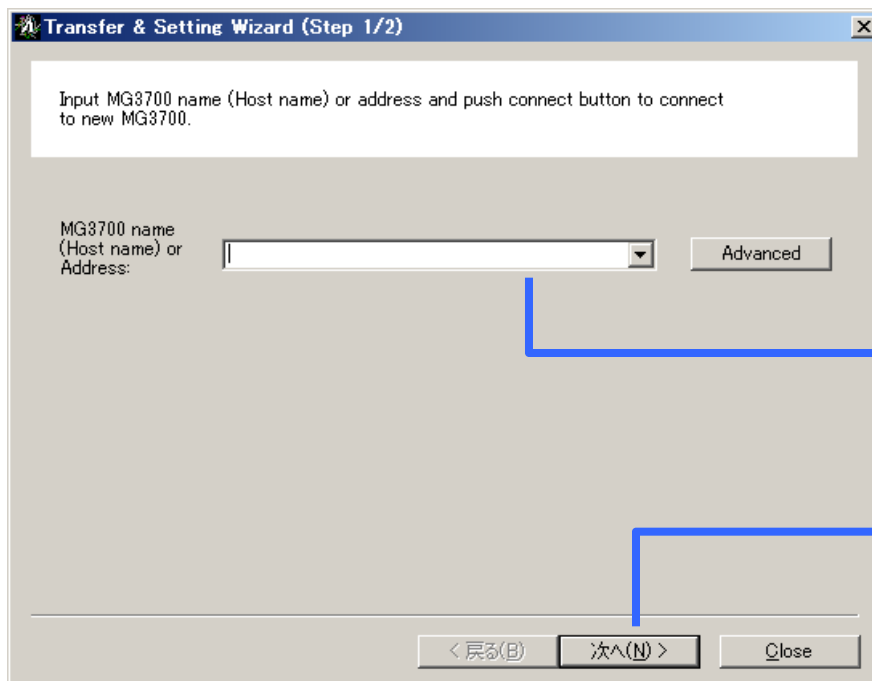 Transfer & Setting Wizard (Step 1/2)
Input MG3700 name (Host name) or address and push connect button to connect
to new MG3700.
MG3700 name
(Host name) or
Address:
Advanced
< 戻る(B)
次へ(N) >
Close